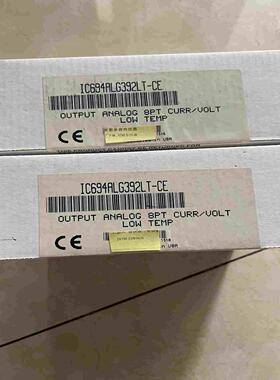 IC694ALG392LT-CE
OUTPUT ANALOG 8PT CURR/VOLT
LOW TEMP
CE
USA
IC694ALG392LT-CE
OUTPUT ANALOG 8PT CURR/VOLT
LOW TEMP
CE